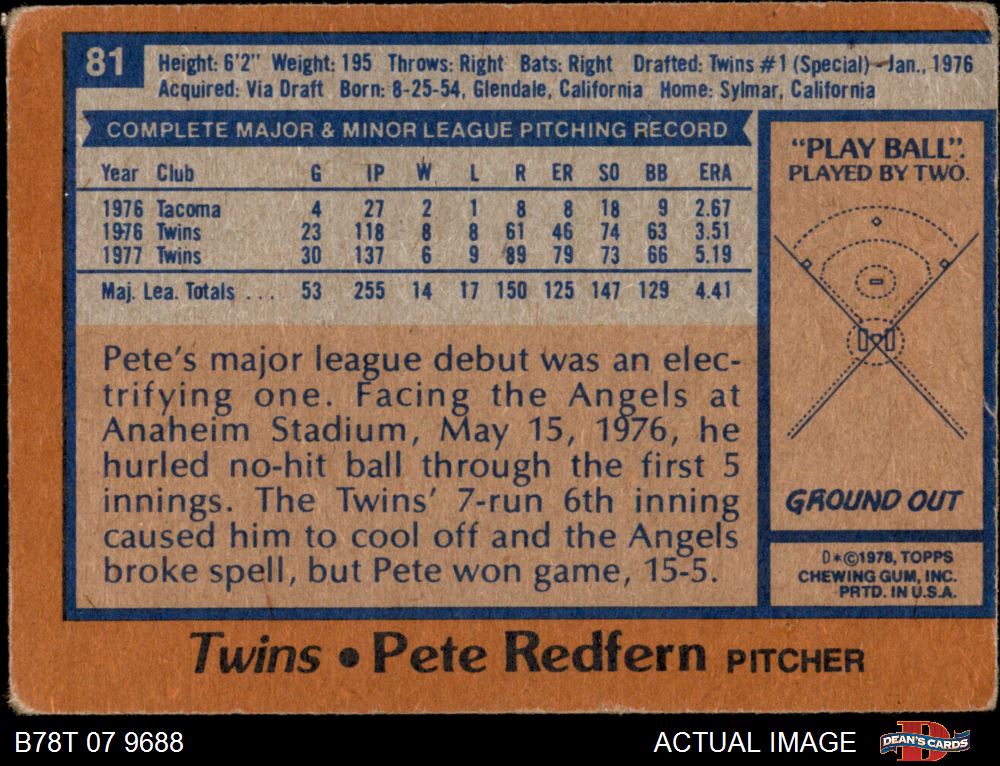 81
Height: 6'2" Weight: 195 Throws: Right Bats: Right Drafted: Twins #1 (Special)—Jan., 1976
Acquired: Via Draft Born: 8-25-54, Glendale, California Home: Sylmar, California
COMPLETE MAJOR & MINOR LEAGUE PITCHING RECORD
Year Club G IP W L R ER SO BB ERA
1976 Tacoma 4 27 2 1 8 8 18 9 2.67
1976 Twins 23 118 8 8 61 46 74 63 3.51
1977 Twins 30 137 6 9 89 79 73 66 5.19
Maj. Lea. Totals ... 53 255 14 17 150 125 147 129 4.41
Pete's major league debut was an elec-
trifying one. Facing the Angels at
Anaheim Stadium, May 15, 1976, he
hurled no-hit ball through the first 5
innings. The Twins' 7-run 6th inning
caused him to cool off and the Angels
broke spell, but Pete won game, 15-5.
"PLAY BALL".
PLAYED BY TWO.
GROUND OUT
D*©1978, TOPPS
CHEWING GUM, INC.
PRTD. IN U.S.A.
Twins • Pete Redfern PITCHER
B78T 07 9688
ACTUAL IMAGE
DEAN'S CARDS